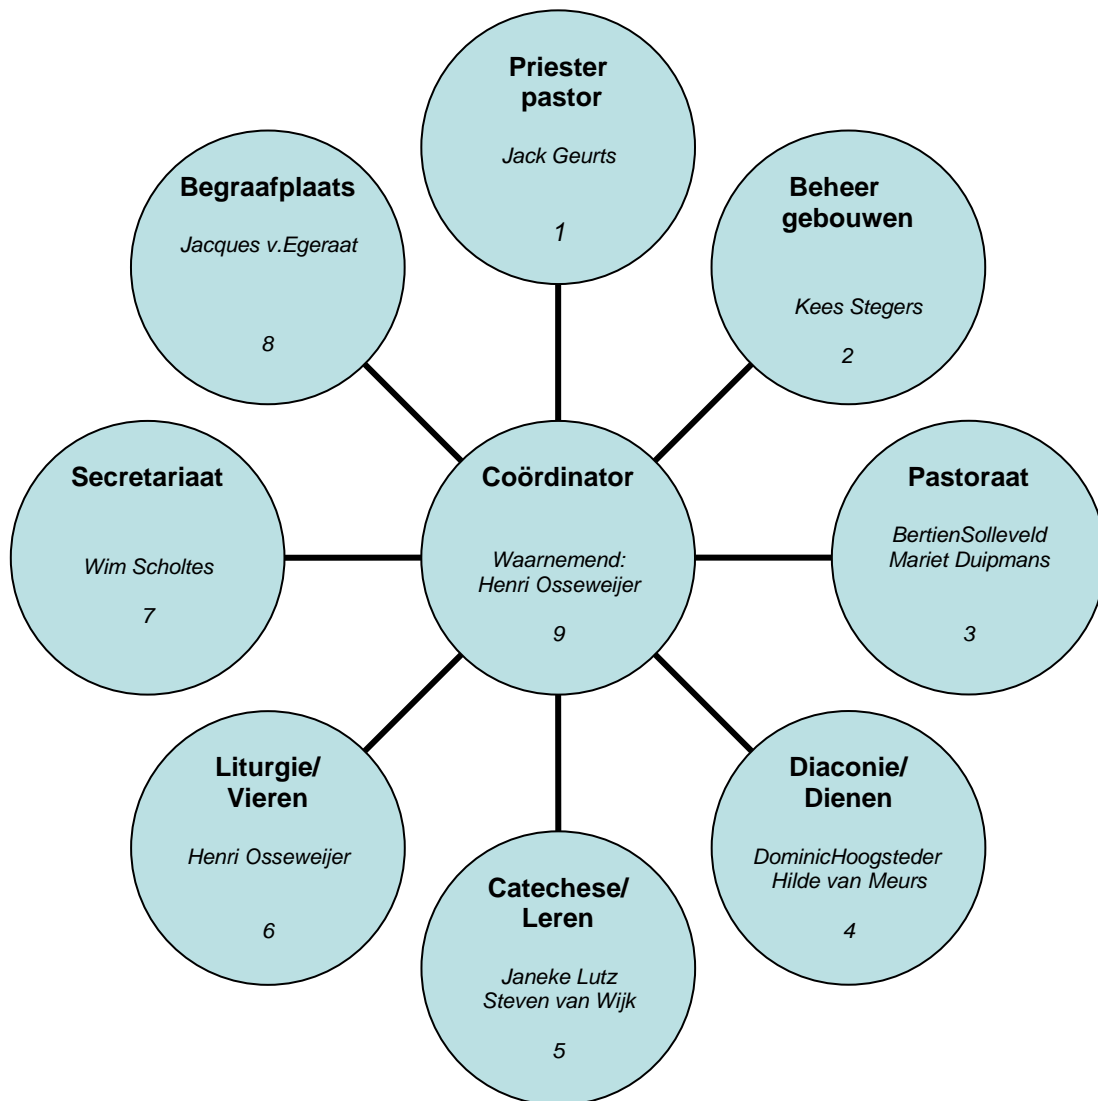 Priester
pastor
Jack Geurts
1
Beheer
gebouwen
Kees Stegers
2
Pastoraat
BertienSolleveld
Mariet Duipmans
3
Diaconie/
Dienen
DominicHoogsteder
Hilde van Meurs
4
Catechese/
Leren
Janeke Lutz
Steven van Wijk
5
Liturgie/
Vieren
Henri Osseweijer
6
Secretariaat
Wim Scholtes
7
Begraafplaats
Jacques v.Egeraat
8
Coördinator
Waarnemend:
Henri Osseweijer
9